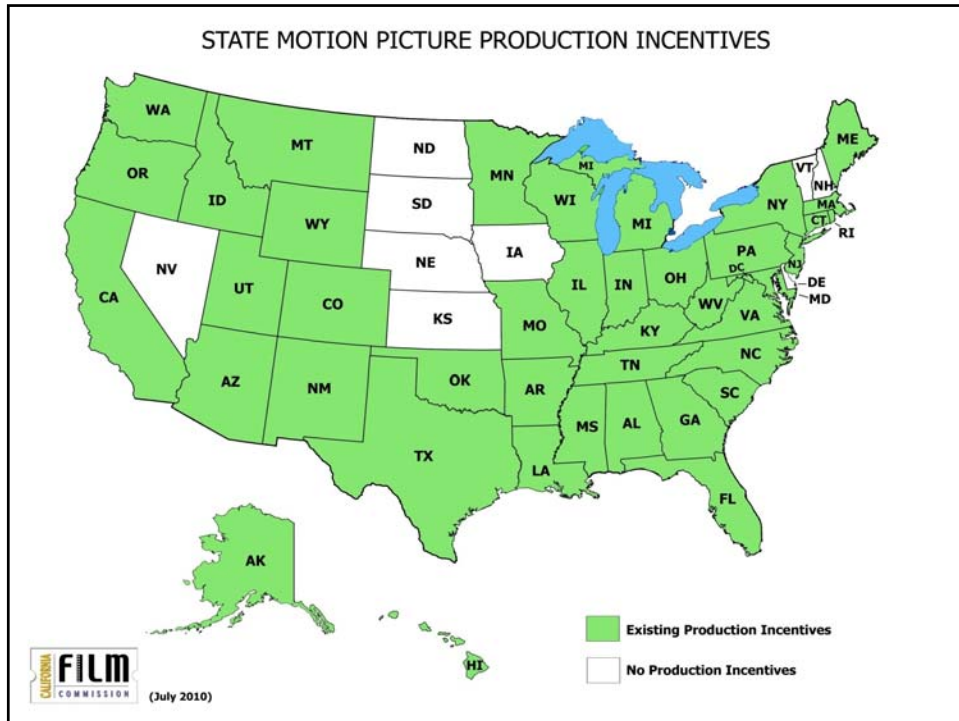 STATE MOTION PICTURE PRODUCTION INCENTIVES
WA
MT
ND
MN
MI
ME
VT
NH
OR
ID
SD
WI
NY
MA
WY
MI
CT
RI
NV
NE
IA
PA
NJ
DC
DE
MD
CA
UT
CO
KS
IL
IN
OH
WV
VA
MO
KY
AZ
NM
OK
AR
TN
NC
SC
TX
MS
AL
GA
LA
FL
AK
HI
Existing Production Incentives
No Production Incentives
CALIFORNIA
FILM
COMMISSION
(July 2010)